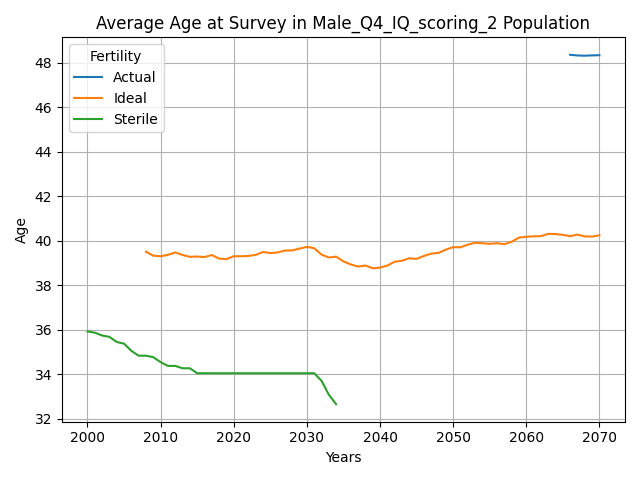 Average Age at Survey in Male_Q4_IQ_scoring_2 Population
Fertility
Actual
Ideal
Sterile
Age
48
46
44
42
40
38
36
34
32
2000 2010 2020 2030 2040 2050 2060 2070
Years